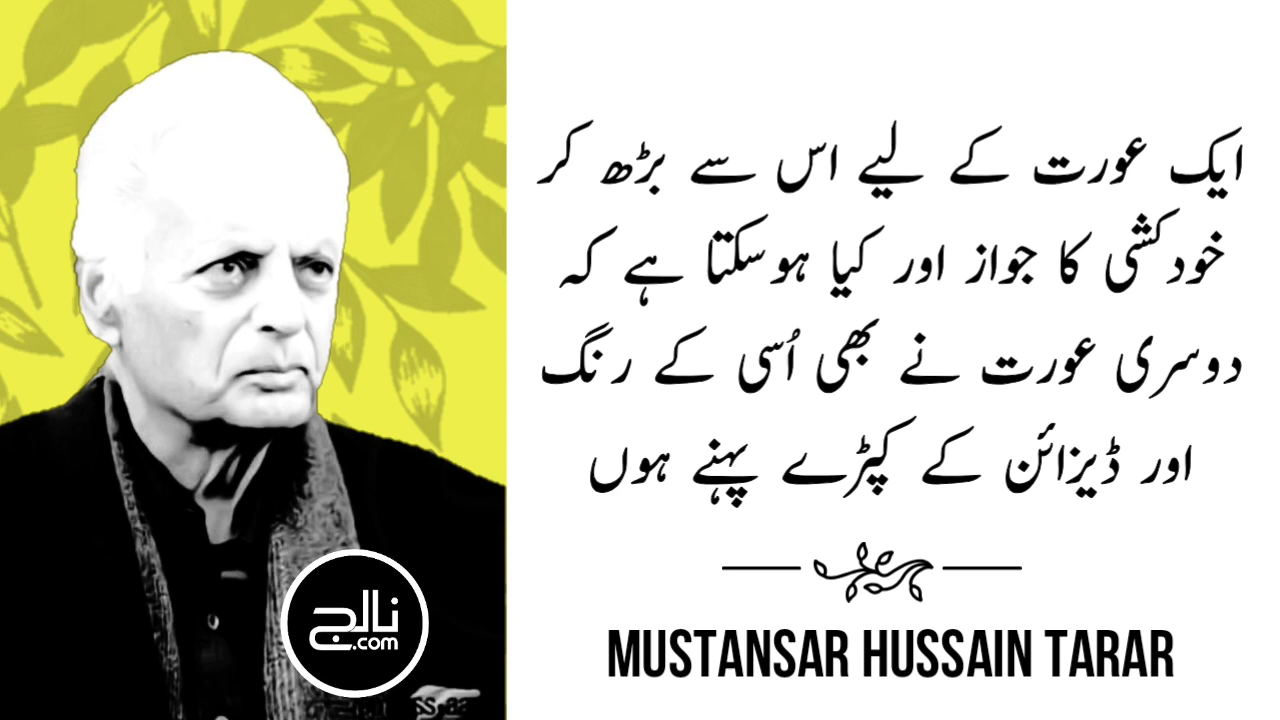 ایک عورت کے لیے اس سے بڑھ کر
خودکشی کا جواز اور کیا ہوسکتا ہے کہ
دوسری عورت نے بھی اُسی کے رنگ
اور ڈیزائن کے کپڑے پہنے ہوں
MUSTANSAR HUSSAIN TARAR
نالج
.com